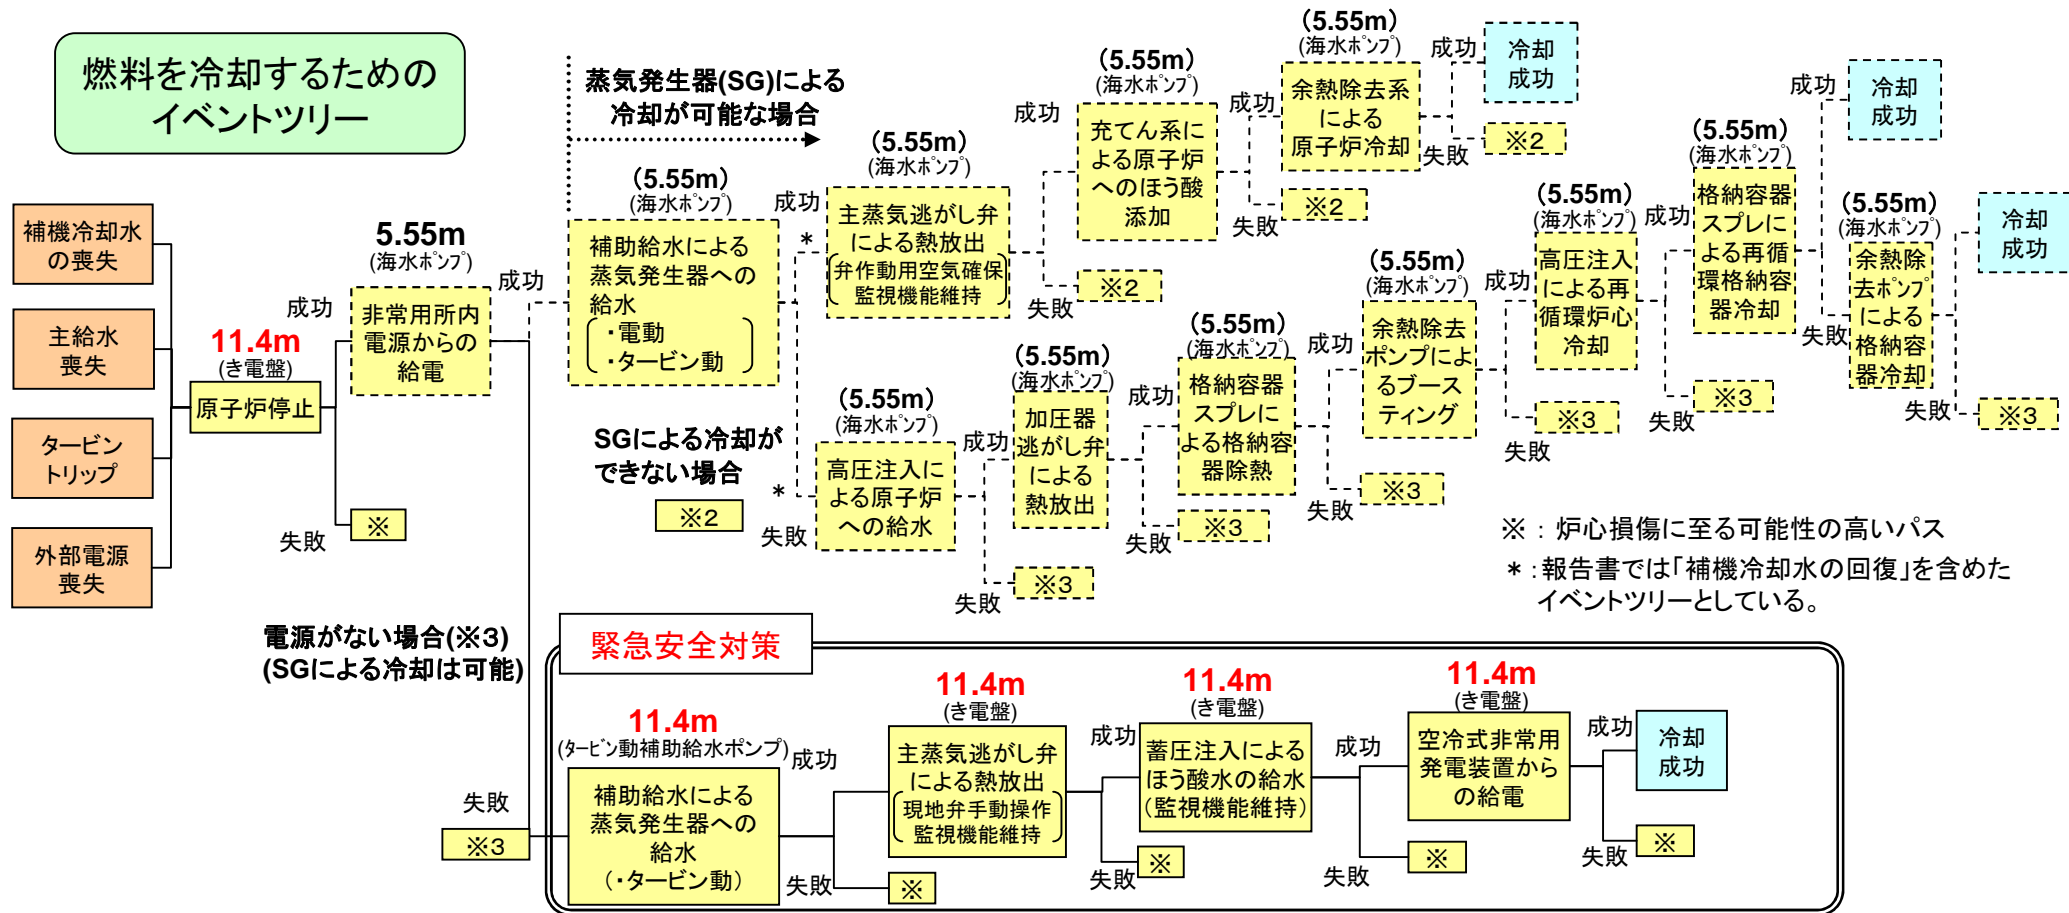 燃料を冷却するための
イベントツリー
蒸気発生器(SG)による
冷却が可能な場合
補機冷却水
の喪失
主給水
喪失
タービン
トリップ
外部電源
喪失
11.4m
(き電盤)
原子炉停止
成功
失敗
※
5.55m
(海水ポンプ)
非常用所内
電源からの
給電
成功
(5.55m)
(海水ポンプ)
補助給水による
蒸気発生器への
給水
・電動
・タービン動
成功
*
(5.55m)
(海水ポンプ)
主蒸気逃がし弁
による熱放出
弁作動用空気確保
監視機能維持
成功
失敗
※2
(5.55m)
(海水ポンプ)
充てん系に
よる原子炉
へのほう酸
添加
成功
失敗
※2
(5.55m)
(海水ポンプ)
余熱除去系
による
原子炉冷却
成功
失敗
冷却
成功
※2
SGによる冷却が
できない場合
※2
*
失敗
(5.55m)
(海水ポンプ)
高圧注入に
よる原子炉
への給水
成功
失敗
※3
(5.55m)
(海水ポンプ)
加圧器
逃がし弁
による
熱放出
成功
失敗
※3
(5.55m)
(海水ポンプ)
格納容器
スプレに
よる格納容
器除熱
成功
失敗
※3
(5.55m)
(海水ポンプ)
余熱除去
ポンプによ
るブース
ティング
成功
失敗
※3
(5.55m)
(海水ポンプ)
高圧注入
による再
循環炉心
冷却
成功
失敗
※3
(5.55m)
(海水ポンプ)
格納容器
スプレに
よる再循
環格納容
器冷却
成功
失敗
冷却
成功
(5.55m)
(海水ポンプ)
余熱除
去ポンプ
による
格納容
器冷却
成功
失敗
冷却
成功
※3
※ : 炉心損傷に至る可能性の高いパス
* :報告書では「補機冷却水の回復」を含めた
イベントツリーとしている。
電源がない場合(※3)
(SGによる冷却は可能)
失敗
※3
緊急安全対策
11.4m
(タービン動補助給水ポンプ)
補助給水による
蒸気発生器への
給水
(・タービン動)
成功
失敗
※
11.4m
(き電盤)
主蒸気逃がし弁
による熱放出
現地弁手動操作
監視機能維持
成功
失敗
※
11.4m
(き電盤)
蓄圧注入による
ほう酸水の給水
(監視機能維持)
成功
失敗
※
11.4m
(き電盤)
空冷式非常用
発電装置から
の給電
成功
失敗
冷却
成功
※